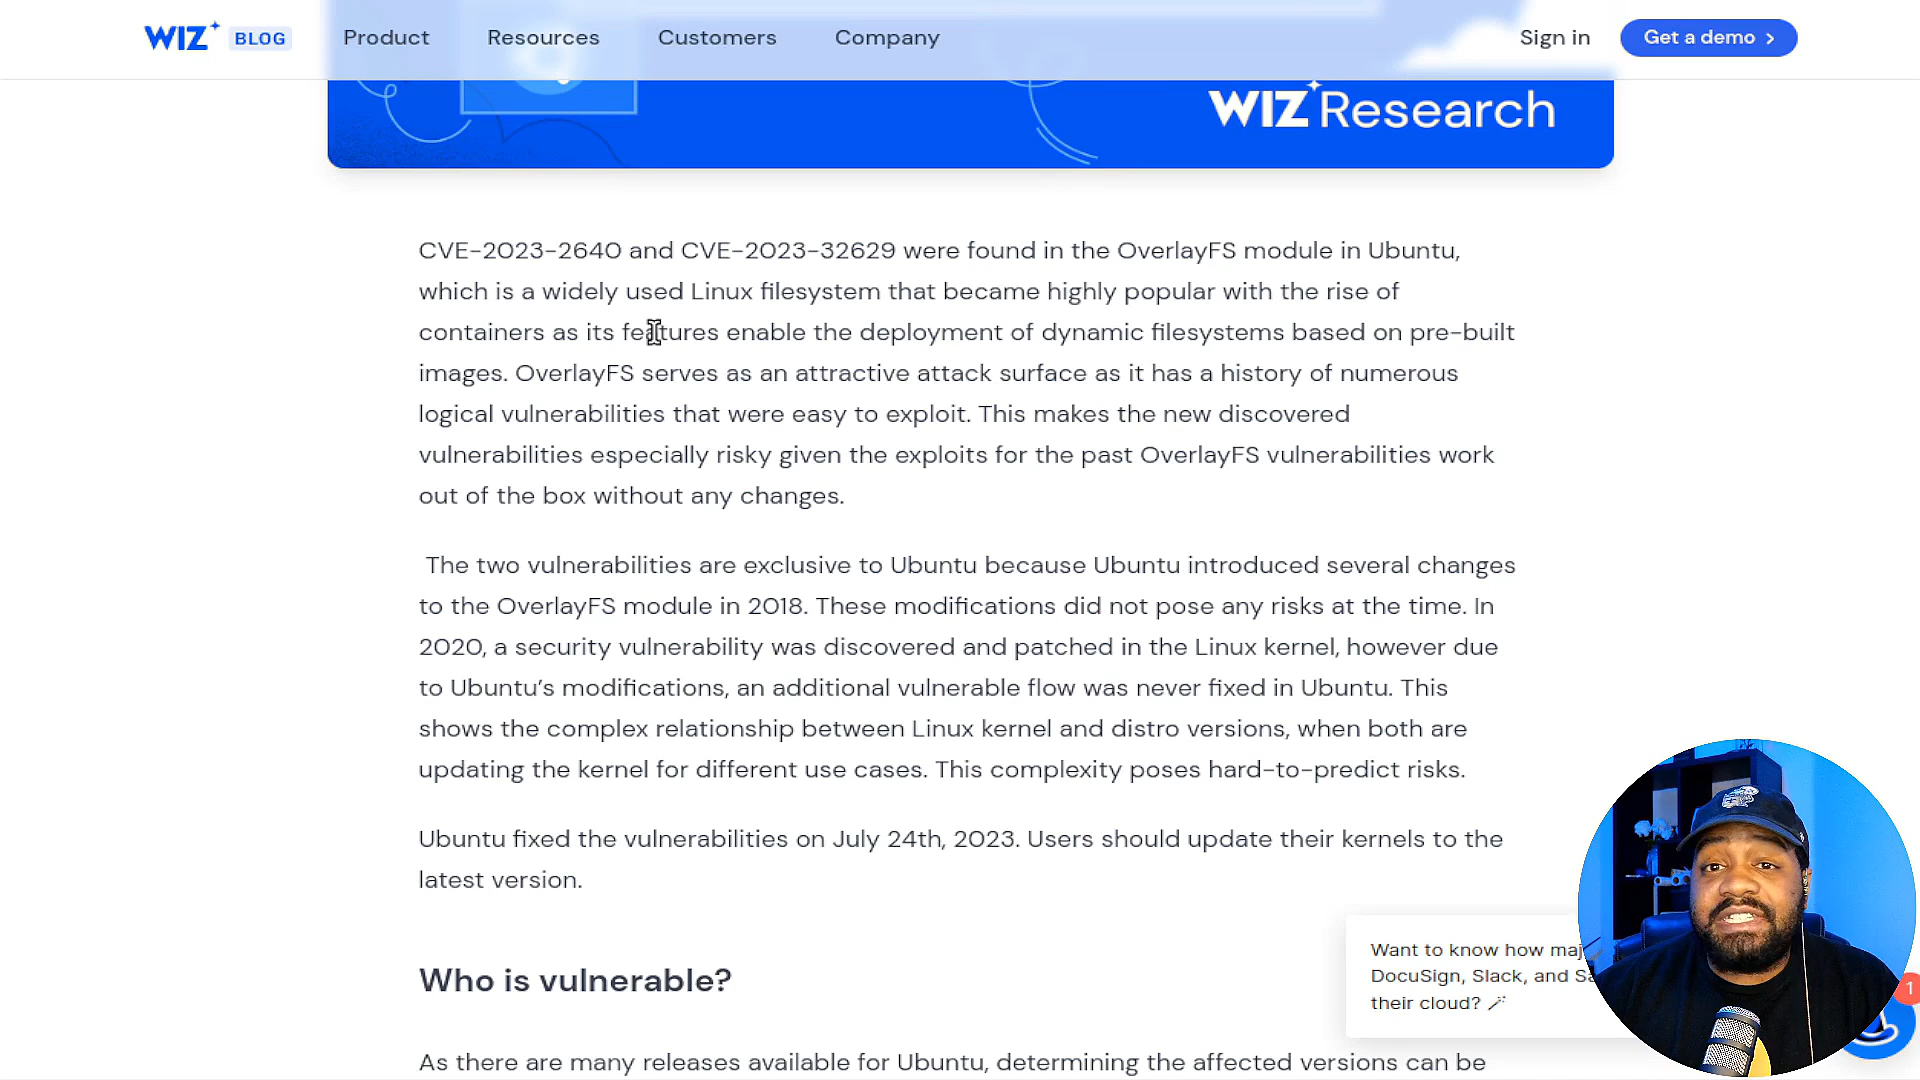 WIZ BLOG Product Resources Customers Company Sign in Get a demo
WIZ Research
CVE-2023-2640 and CVE-2023-32629 were found in the OverlayFS module in Ubuntu,
which is a widely used Linux filesystem that became highly popular with the rise of
containers as its features enable the deployment of dynamic filesystems based on pre-built
images. OverlayFS serves as an attractive attack surface as it has a history of numerous
logical vulnerabilities that were easy to exploit. This makes the new discovered
vulnerabilities especially risky given the exploits for the past OverlayFS vulnerabilities work
out of the box without any changes.
The two vulnerabilities are exclusive to Ubuntu because Ubuntu introduced several changes
to the OverlayFS module in 2018. These modifications did not pose any risks at the time. In
2020, a security vulnerability was discovered and patched in the Linux kernel, however due
to Ubuntu's modifications, an additional vulnerable flow was never fixed in Ubuntu. This
shows the complex relationship between Linux kernel and distro versions, when both are
updating the kernel for different use cases. This complexity poses hard-to-predict risks.
Ubuntu fixed the vulnerabilities on July 24th, 2023. Users should update their kernels to the
latest version.
Want to know how maj
DocuSign, Slack, and Sa
their cloud?
1
Who is vulnerable?
As there are many releases available for Ubuntu, determining the affected versions can be